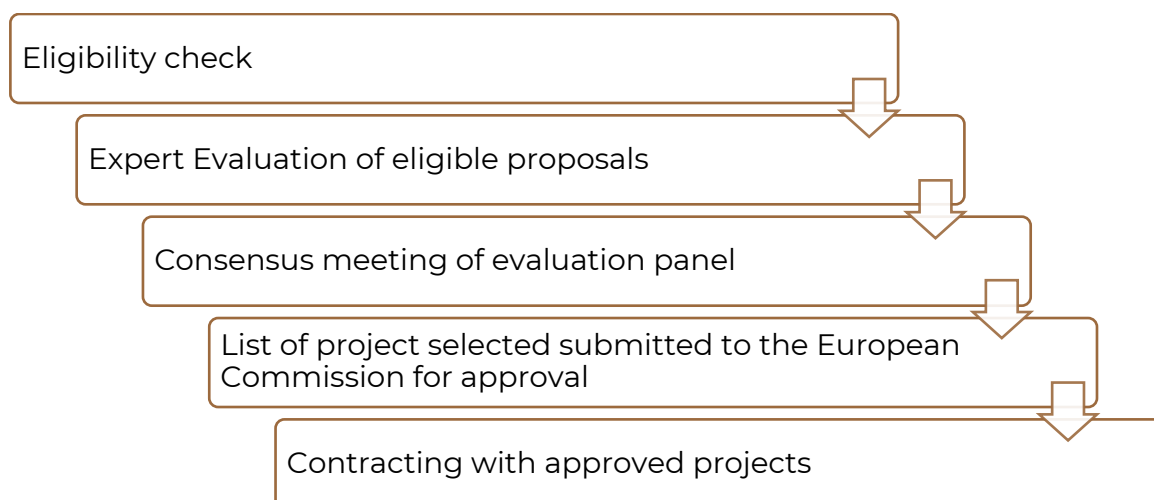 Eligibility check
Expert Evaluation of eligible proposals
Consensus meeting of evaluation panel
List of project selected submitted to the European
Commission for approval
Contracting with approved projects